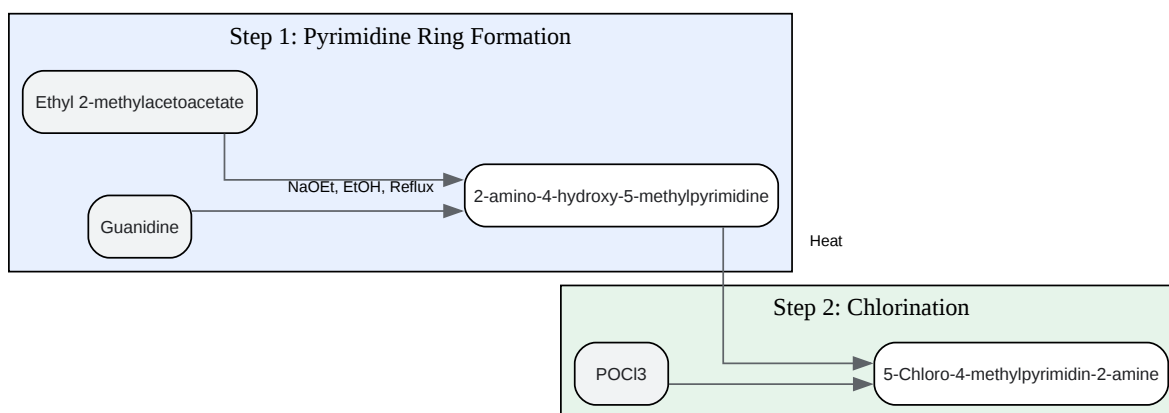 Step 1: Pyrimidine Ring Formation
Ethyl 2-methylacetoacetate
NaOEt, EtOH, Reflux
2-amino-4-hydroxy-5-methylpyrimidine
Guanidine
Heat
Step 2: Chlorination
POCl3
5-Chloro-4-methylpyrimidin-2-amine